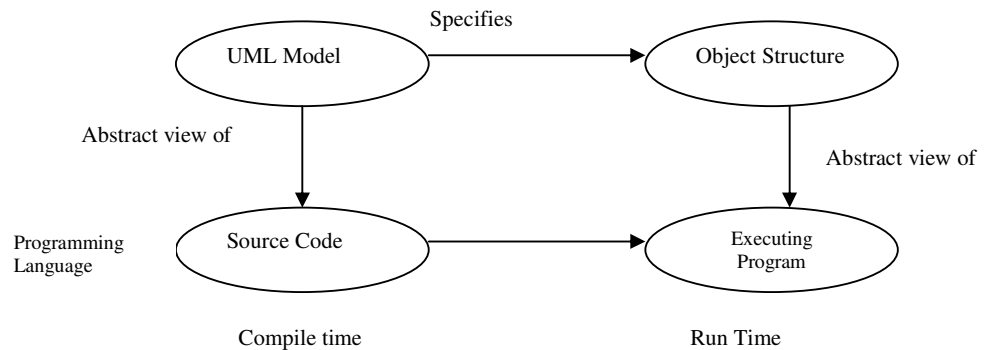 Specifies
UML Model
Object Structure
Abstract view of
Abstract view of
Programming
Language
Source Code
Executing
Program
Compile time
Run Time